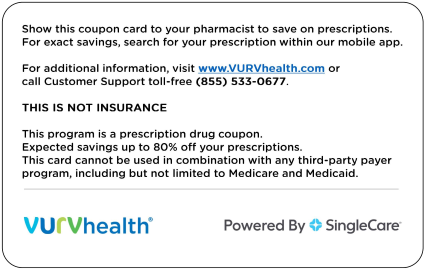 Show this coupon card to your pharmacist to save on prescriptions.
For exact savings, search for your prescription within our mobile app.
For additional information, visit www.VURVhealth.com or
call Customer Support toll-free (855) 533-0677.
THIS IS NOT INSURANCE
This program is a prescription drug coupon.
Expected savings up to 80% off your prescriptions.
This card cannot be used in combination with any third-party payer
program, including but not limited to Medicare and Medicaid.
vurvhealth® Powered By SingleCare®